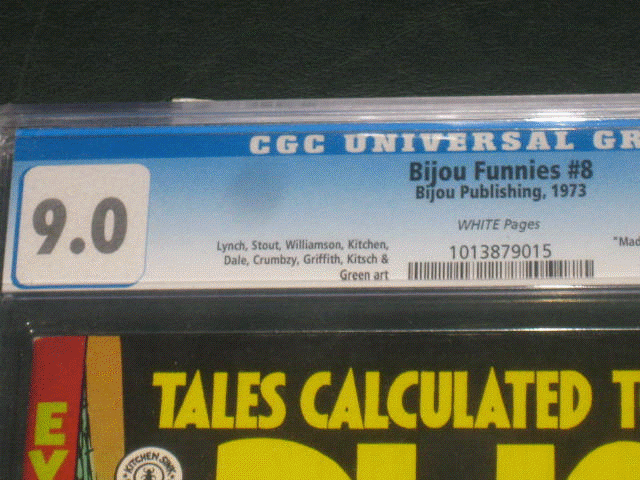 CGC UNIVERSAL GR
9.0
Bijou Funnies #8
Bijou Publishing, 1973
WHITE Pages
Lynch, Stout, Williamson, Kitchen,
Dale, Crumbzy, Griffith, Kitsch &
Green art
1013879015
"Mad
TALES CALCULATED T
EV
KITCHEN SINK